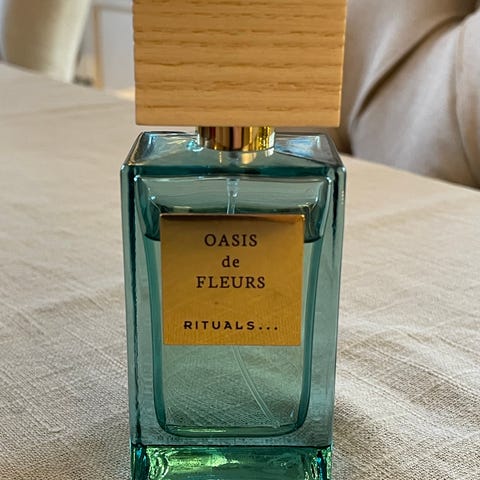 OASIS
de
FLEURS
RITUALS...